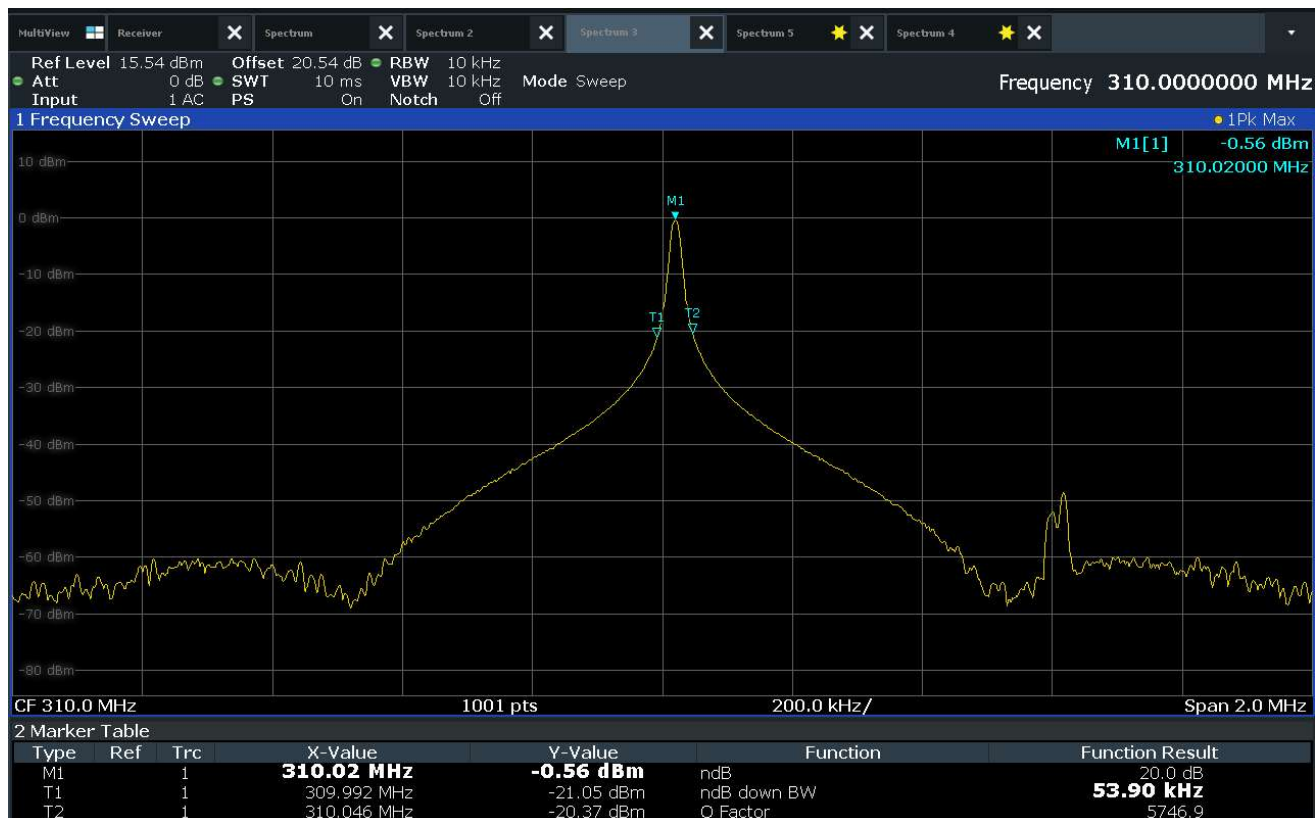 MultiView Receiver Spectrum Spectrum 2 Spectrum 3 Spectrum 5 Spectrum 4
Ref Level 15.54 dBm Offset 20.54 dB RBW 10 kHz
Att 0 dB SWT 10 ms VBW 10 kHz Mode Sweep Frequency 310.0000000 MHz
Input 1 AC PS On Notch Off
1 Frequency Sweep 1Pk Max
M1[1] -0.56 dBm
310.02000 MHz
10 dBm
M1
0 dBm
-10 dBm
T1 T2
-20 dBm
-30 dBm
-40 dBm
-50 dBm
-60 dBm
-70 dBm
-80 dBm
CF 310.0 MHz 1001 pts 200.0 kHz/ Span 2.0 MHz
2 Marker Table
Type Ref Trc X-Value Y-Value Function Function Result
M1 1 310.02 MHz -0.56 dBm ndB 20.0 dB
T1 1 309.992 MHz -21.05 dBm ndB down BW 53.90 kHz
T2 1 310.046 MHz -20.37 dBm Q Factor 5746.9